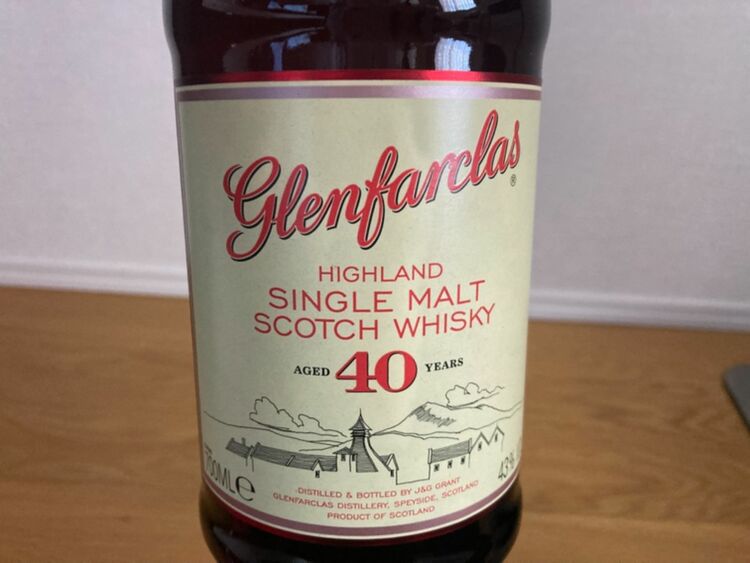 Glenfarclas®
HIGHLAND
SINGLE MALT
SCOTCH WHISKY
AGED 40 YEARS
700ML℮
43%
DISTILLED & BOTTLED BY J&G GRANT
GLENFARCLAS DISTILLERY, SPEYSIDE, SCOTLAND
PRODUCT OF SCOTLAND